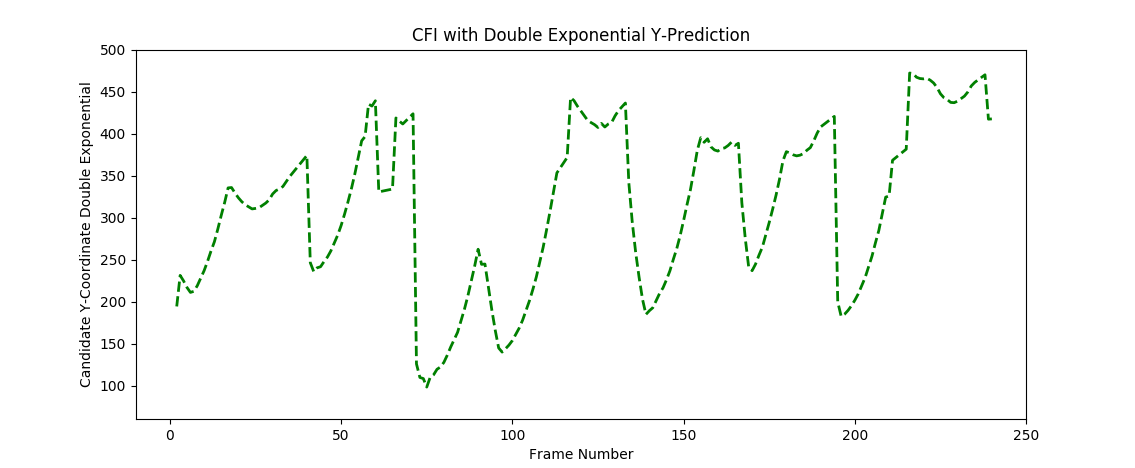 CFI with Double Exponential Y-Prediction
Candidate Y-Coordinate Double Exponential
500
450
400
350
300
250
200
150
100
0 50 100 150 200 250
Frame Number